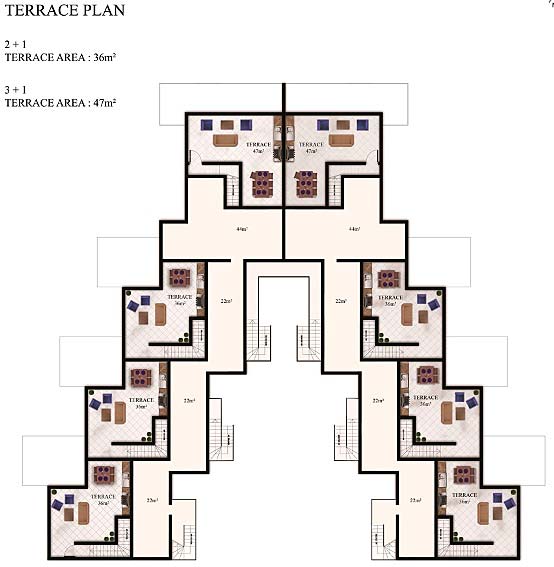 TERRACE PLAN
2 + 1
TERRACE AREA : 36m²
3 + 1
TERRACE AREA : 47m²
TERRACE
47m²
TERRACE
47m²
44m²
44m²
TERRACE
36m²
22m²
22m²
TERRACE
36m²
TERRACE
36m²
22m²
22m²
TERRACE
36m²
TERRACE
36m²
22m²
22m²
TERRACE
36m²